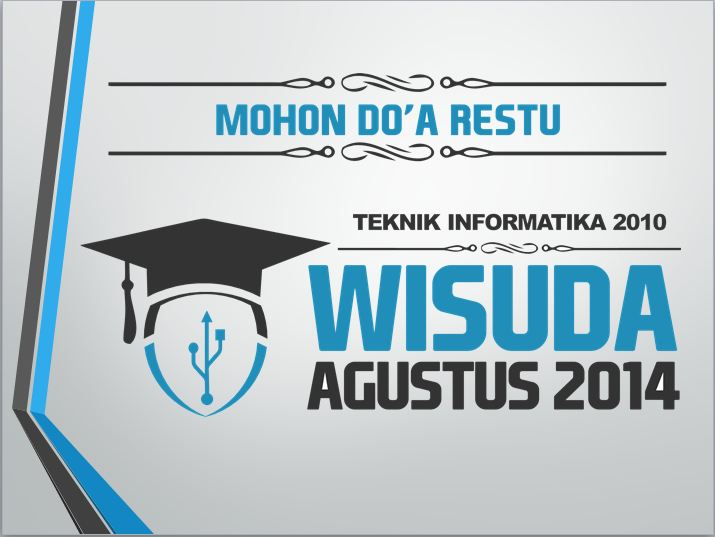 MOHON DO'A RESTU
TEKNIK INFORMATIKA 2010
WISUDA
AGUSTUS 2014